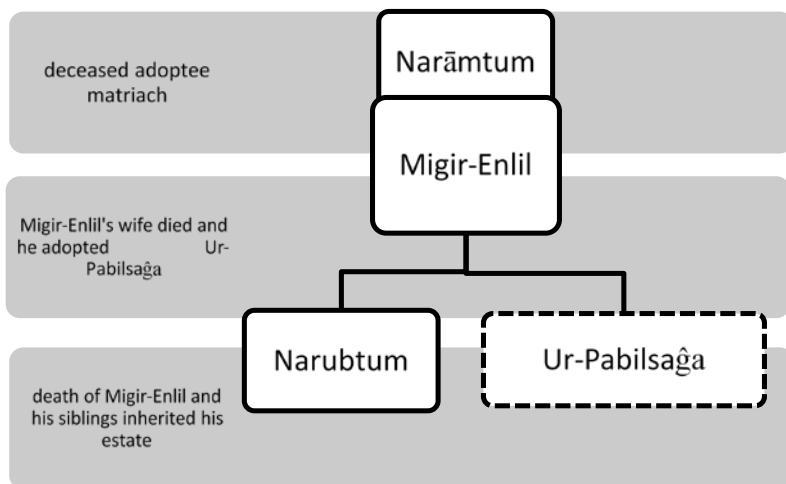 deceased adoptee
matriach
Narāmtum
Migir-Enlil
Migir-Enlil's wife died and
he adopted Ur-
Pabilsaĝa
Narubtum
Ur-Pabilsaĝa
death of Migir-Enlil and
his siblings inherited his
estate